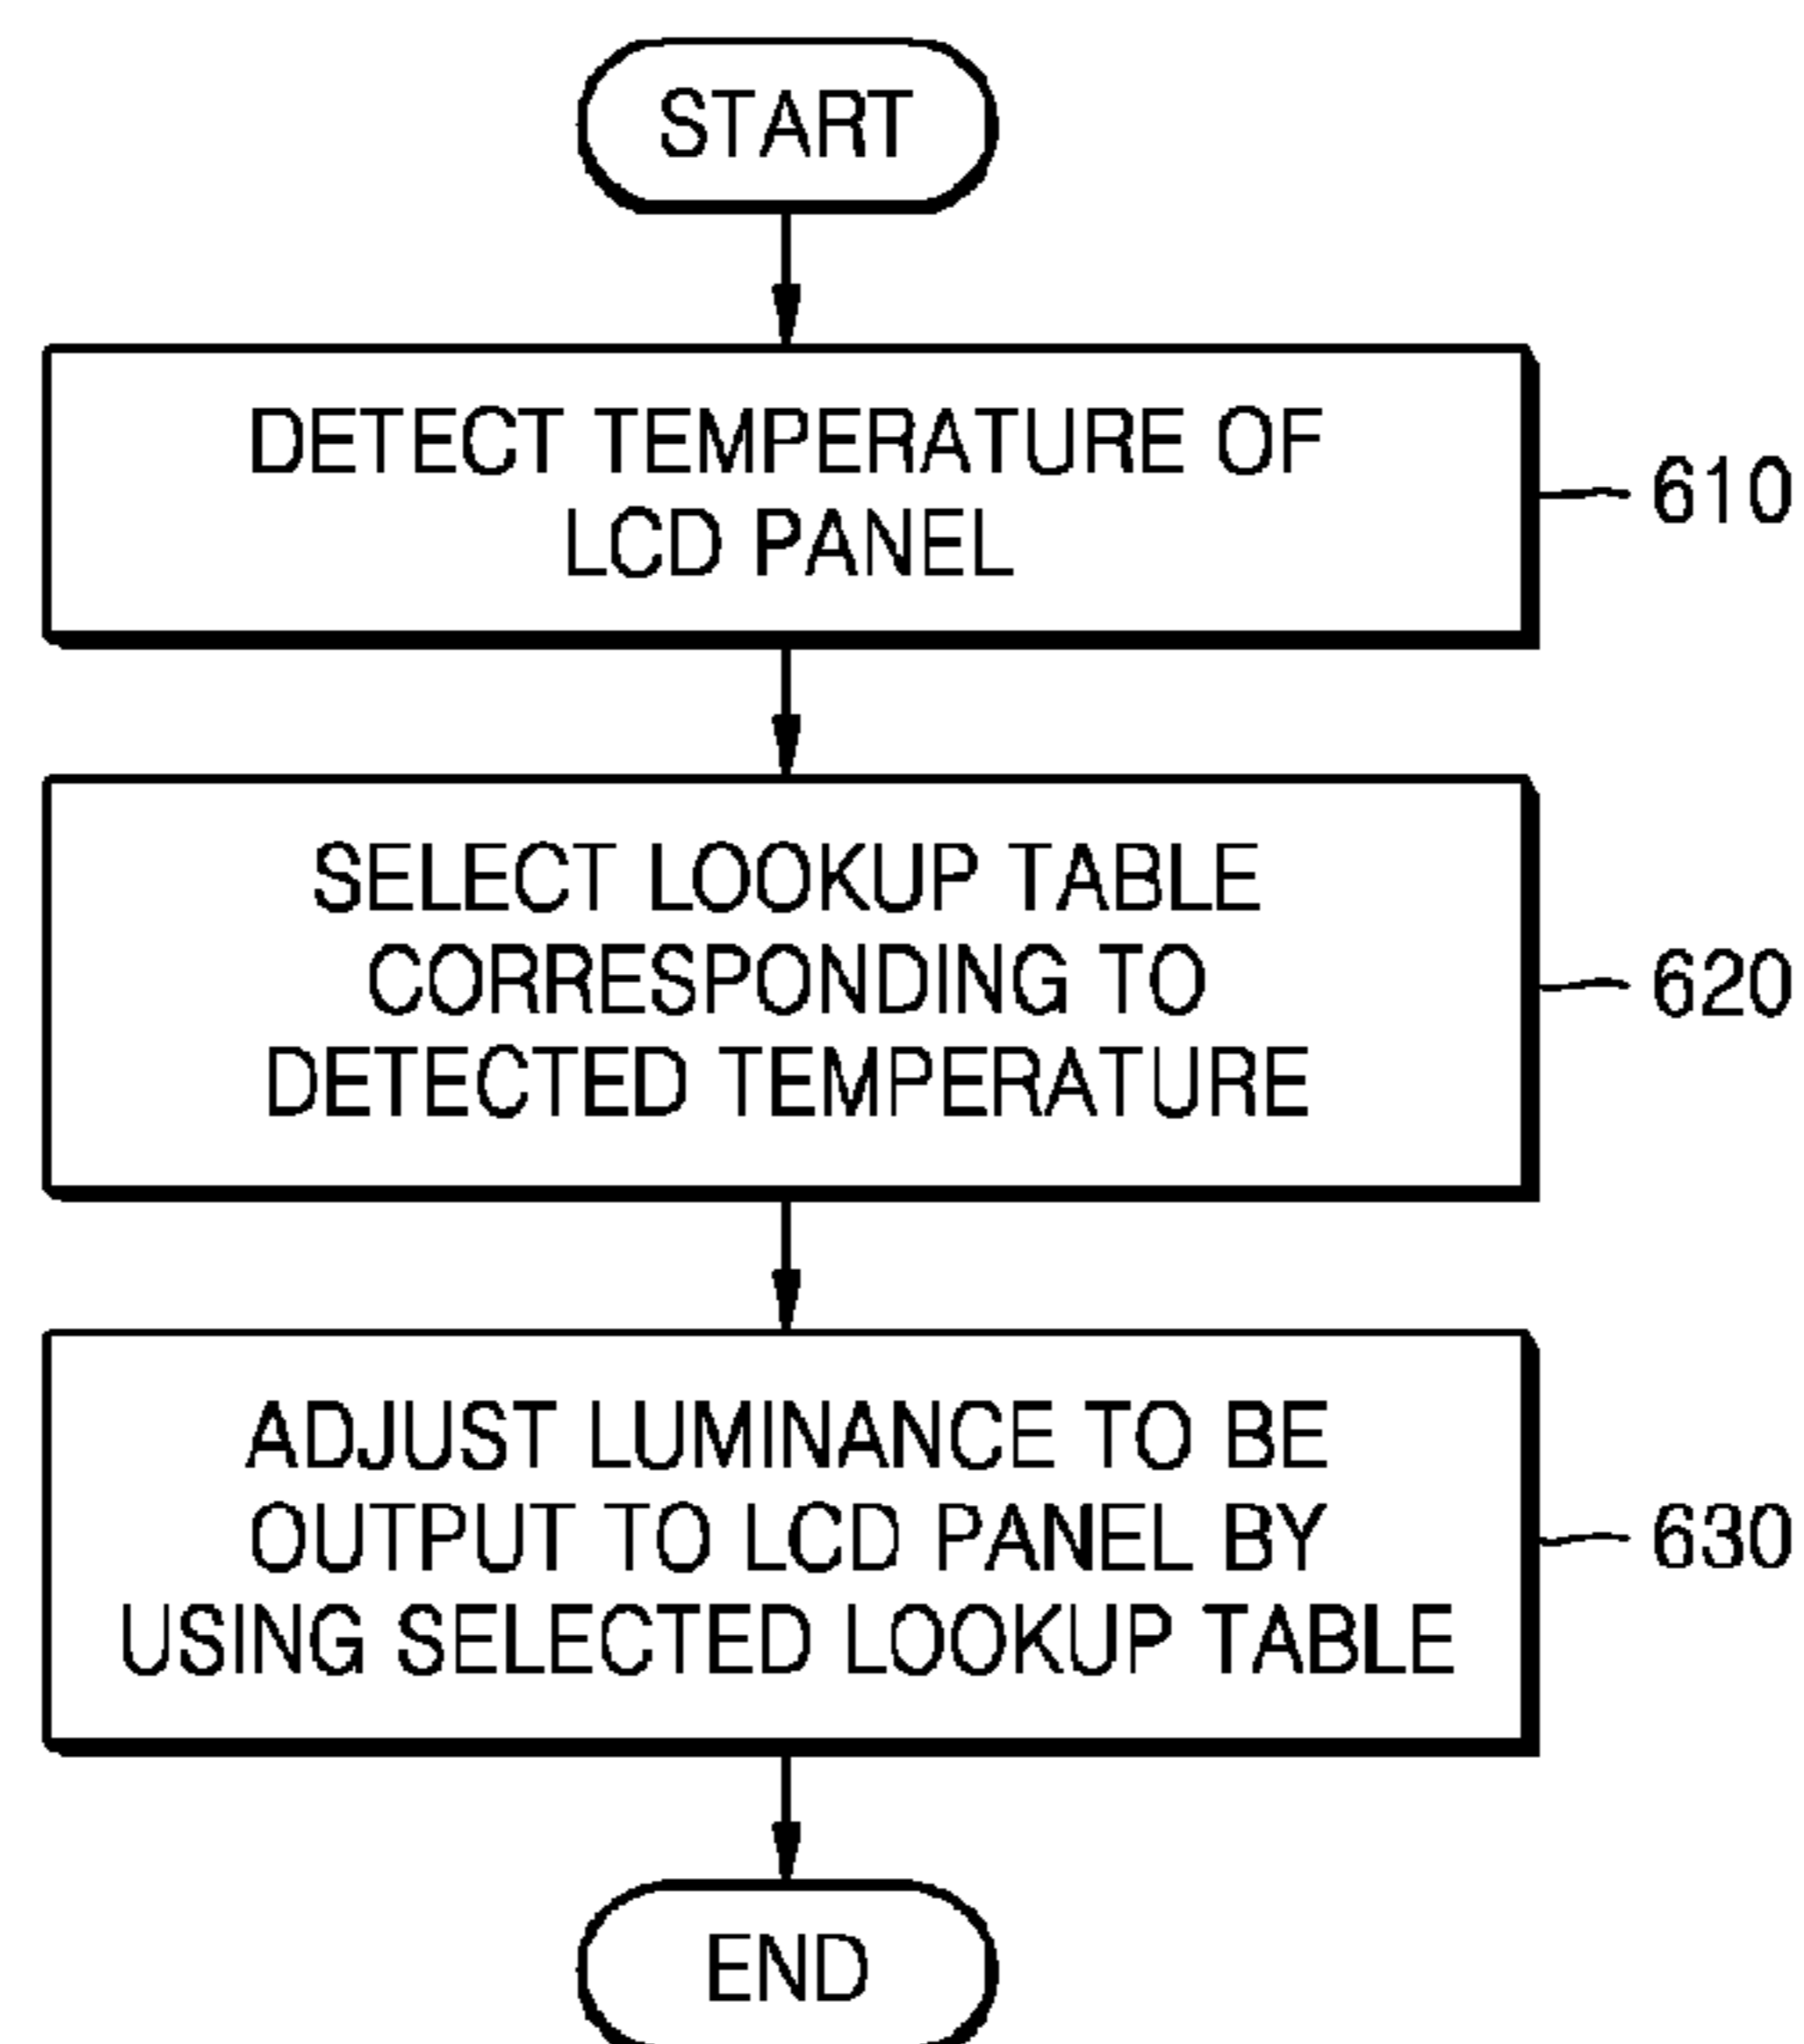 START
DETECT TEMPERATURE OF
LCD PANEL
610
SELECT LOOKUP TABLE
CORRESPONDING TO
DETECTED TEMPERATURE
620
ADJUST LUMINANCE TO BE
OUTPUT TO LCD PANEL BY
USING SELECTED LOOKUP TABLE
630
END